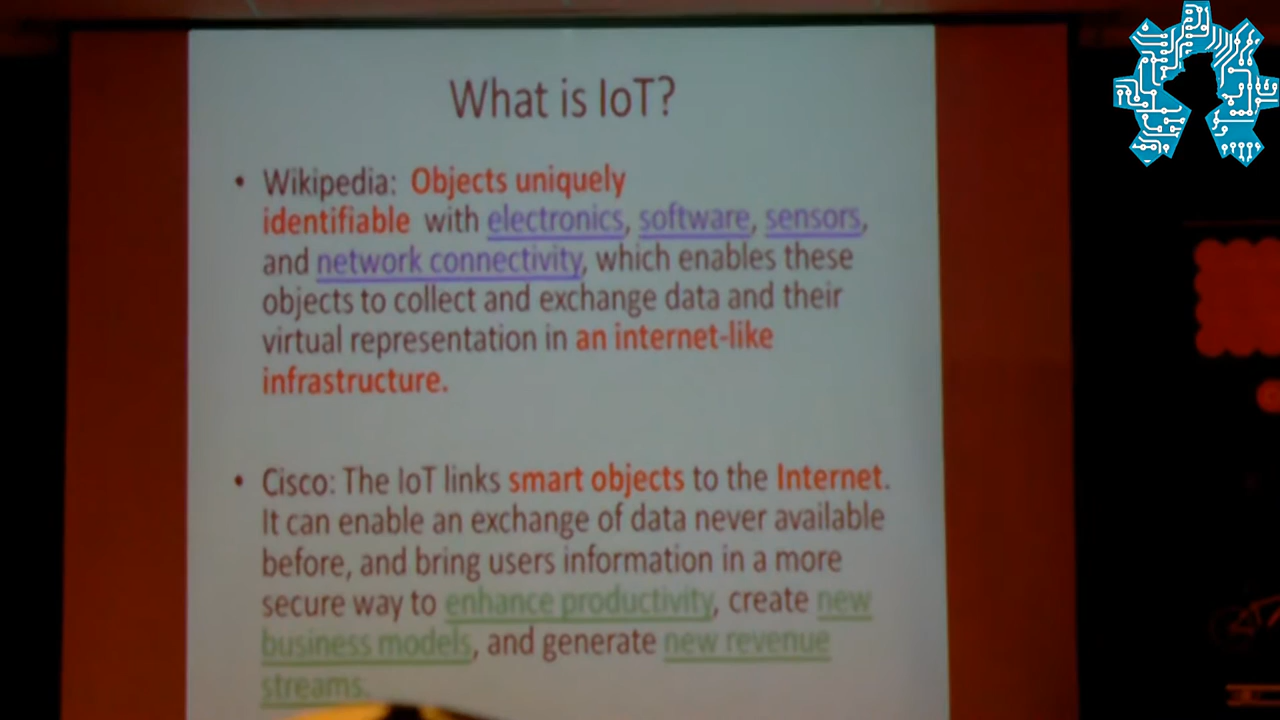 What is IoT?
• Wikipedia: Objects uniquely
identifiable with electronics, software, sensors,
and network connectivity, which enables these
objects to collect and exchange data and their
virtual representation in an internet-like
infrastructure.
• Cisco: The IoT links smart objects to the Internet.
It can enable an exchange of data never available
before, and bring users information in a more
secure way to enhance productivity, create new
business models, and generate new revenue
streams.